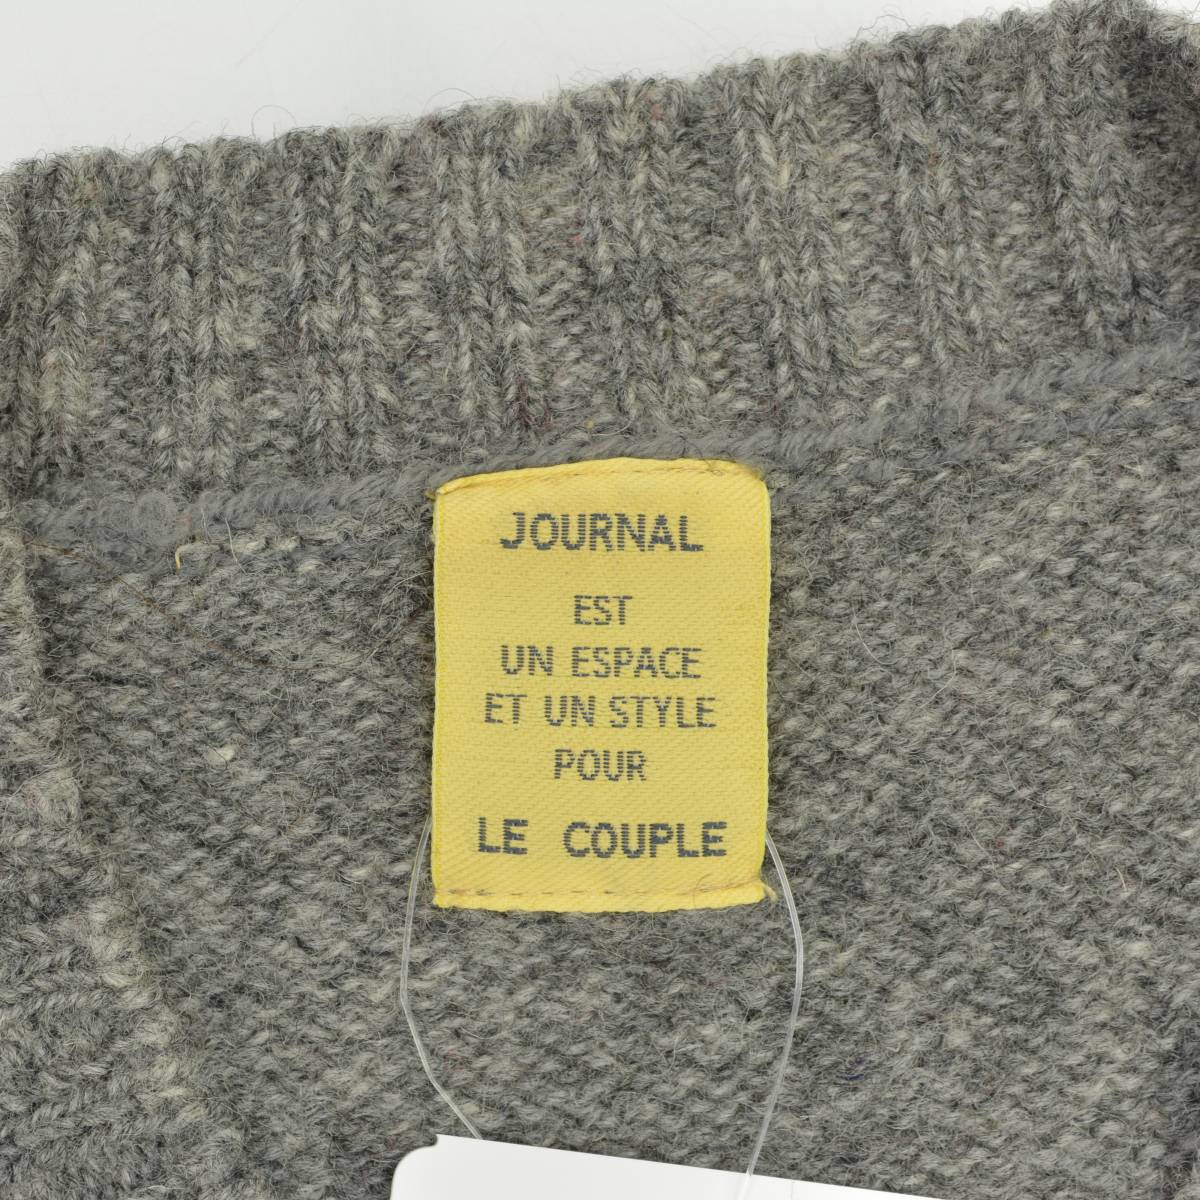 JOURNAL
EST
UN ESPACE
ET UN STYLE
POUR
LE COUPLE